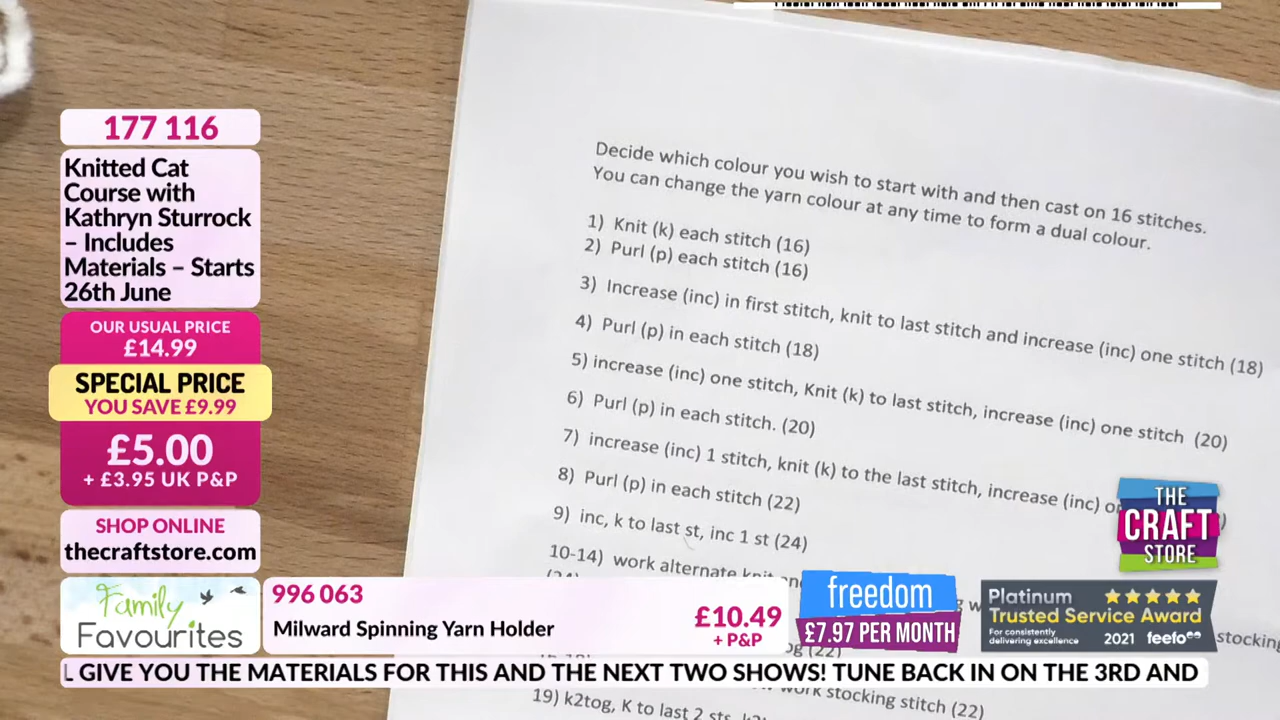 177 116
Knitted Cat
Course with
Kathryn Sturrock
– Includes
Materials – Starts
26th June
OUR USUAL PRICE
£14.99
SPECIAL PRICE
YOU SAVE £9.99
£5.00
+ £3.95 UK P&P
SHOP ONLINE
thecraftstore.com
Decide which colour you wish to start with and then cast on 16 stitches.
You can change the yarn colour at any time to form a dual colour.
1) Knit (k) each stitch (16)
2) Purl (p) each stitch (16)
3) Increase (inc) in first stitch, knit to last stitch and increase (inc) one stitch (18)
4) Purl (p) in each stitch (18)
5) increase (inc) one stitch, Knit (k) to last stitch, increase (inc) one stitch (20)
6) Purl (p) in each stitch. (20)
7) increase (inc) 1 stitch, knit (k) to the last stitch, increase (inc)
8) Purl (p) in each stitch (22)
9) inc, k to last st, inc 1 st (24)
10-14) work alternate knit
(22)
work stocking stitch (22)
19) k2tog, K to last 2 sts,
THE
CRAFT
STORE
Family
Favourites
996 063
Milward Spinning Yarn Holder
£10.49
+ P&P
freedom
£7.97 PER MONTH
Platinum
Trusted Service Award
For consistently
delivering excellence
2021 feefo
L GIVE YOU THE MATERIALS FOR THIS AND THE NEXT TWO SHOWS! TUNE BACK IN ON THE 3RD AND